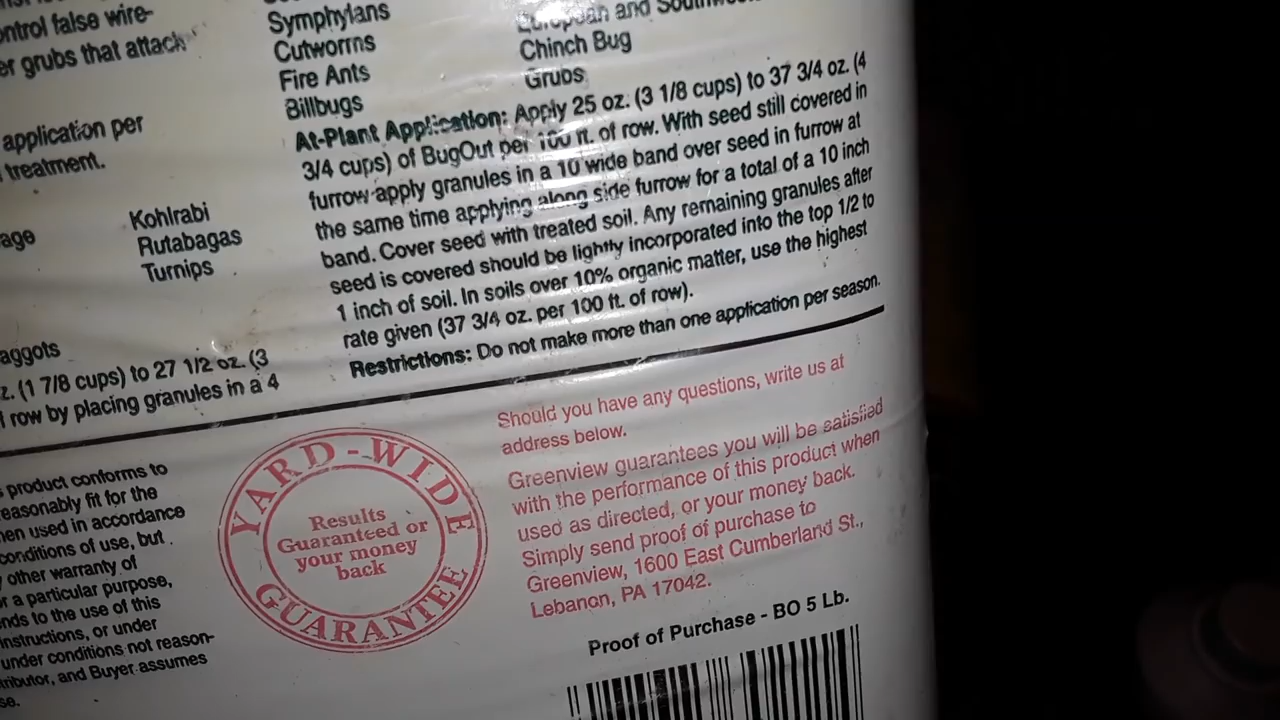 ontrol false wire-
er grubs that attack
application per
treatment.
Kohlrabi
age
Rutabagas
Turnips
aggots
z. (1 7/8 cups) to 27 1/2 oz. (3
row by placing granules in a 4
Symphylans
Cutworms
Fire Ants
Billbugs
European and
Chinch Bug
Grubs
At-Plant Application: Apply 25 oz. (3 1/8 cups) to 37 3/4 oz. (4
3/4 cups) of BugOut per 100 ft. of row. With seed still covered in
furrow apply granules in a 10 wide band over seed in furrow at
the same time applying along side furrow for a total of a 10 inch
band. Cover seed with treated soil. Any remaining granules after
seed is covered should be lightly incorporated into the top 1/2 to
1 inch of soil. In soils over 10% organic matter, use the highest
rate given (37 3/4 oz. per 100 ft. of row).
Restrictions: Do not make more than one application per season.
product conforms to
easonably fit for the
hen used in accordance
conditions of use, but
other warranty of
r a particular purpose,
nds to the use of this
instructions, or under
under conditions not reason-
tributor, and Buyer assumes
se.
YARD-WIDE
Results
Guaranteed or
your money
back
GUARANTEE
Should you have any questions, write us at
address below.
Greenview guarantees you will be satisfied
with the performance of this product when
used as directed, or your money back.
Simply send proof of purchase to
Greenview, 1600 East Cumberland St.,
Lebanon, PA 17042.
Proof of Purchase - BO 5 Lb.